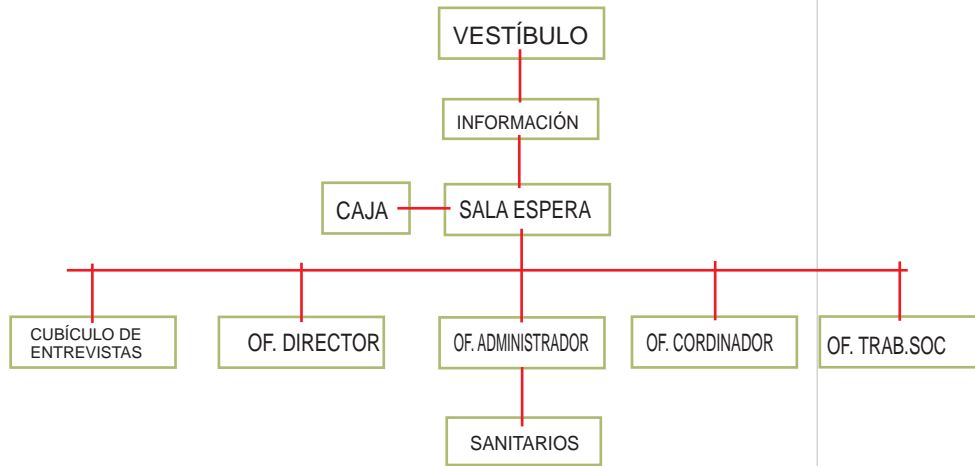 VESTÍBULO
INFORMACIÓN
CAJA
SALA ESPERA
CUBÍCULO DE
ENTREVISTAS
OF. DIRECTOR
OF. ADMINISTRADOR
OF. CORDINADOR
OF. TRAB.SOC
SANITARIOS